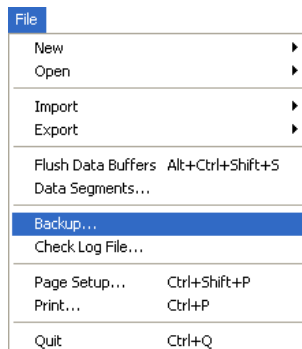 File
New
Open
Import
Export
Flush Data Buffers Alt+Ctrl+Shift+S
Data Segments...
Backup...
Check Log File...
Page Setup... Ctrl+Shift+P
Print... Ctrl+P
Quit Ctrl+Q